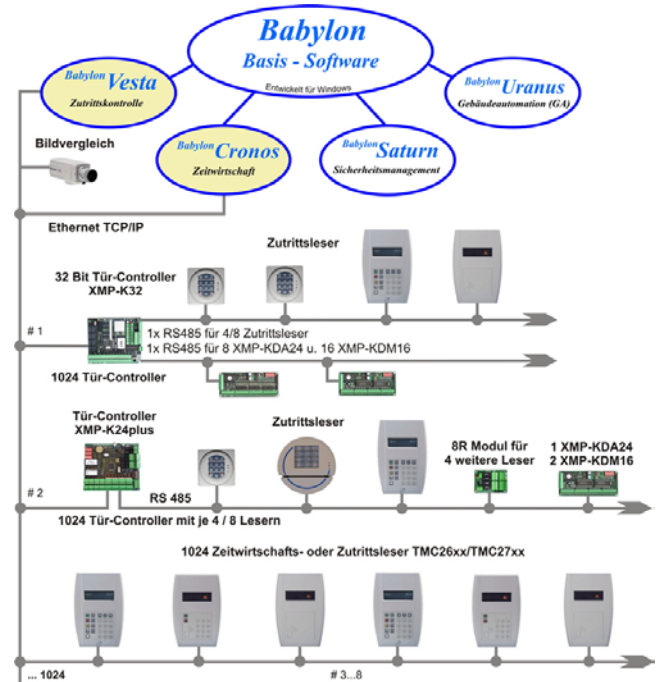 Babylon
Basis - Software
Entwickelt für Windows
Babylon Vesta
Zutrittskontrolle
Babylon Uranus
Gebäudeautomation (GA)
Bildvergleich
Babylon Cronos
Zeitwirtschaft
Babylon Saturn
Sicherheitsmanagement
Ethernet TCP/IP
Zutrittsleser
32 Bit Tür-Controller
XMP-K32
# 1
1x RS485 für 4/8 Zutrittsleser
1x RS485 für 8 XMP-KDA24 u. 16 XMP-KDM16
1024 Tür-Controller
Tür-Controller
XMP-K24plus
Zutrittsleser
8R Modul für
4 weitere Leser
1 XMP-KDA24
2 XMP-KDM16
RS 485
# 2
1024 Tür-Controller mit je 4 / 8 Lesern
1024 Zeitwirtschafts- oder Zutrittsleser TMC26xx/TMC27xx
... 1024
# 3...8